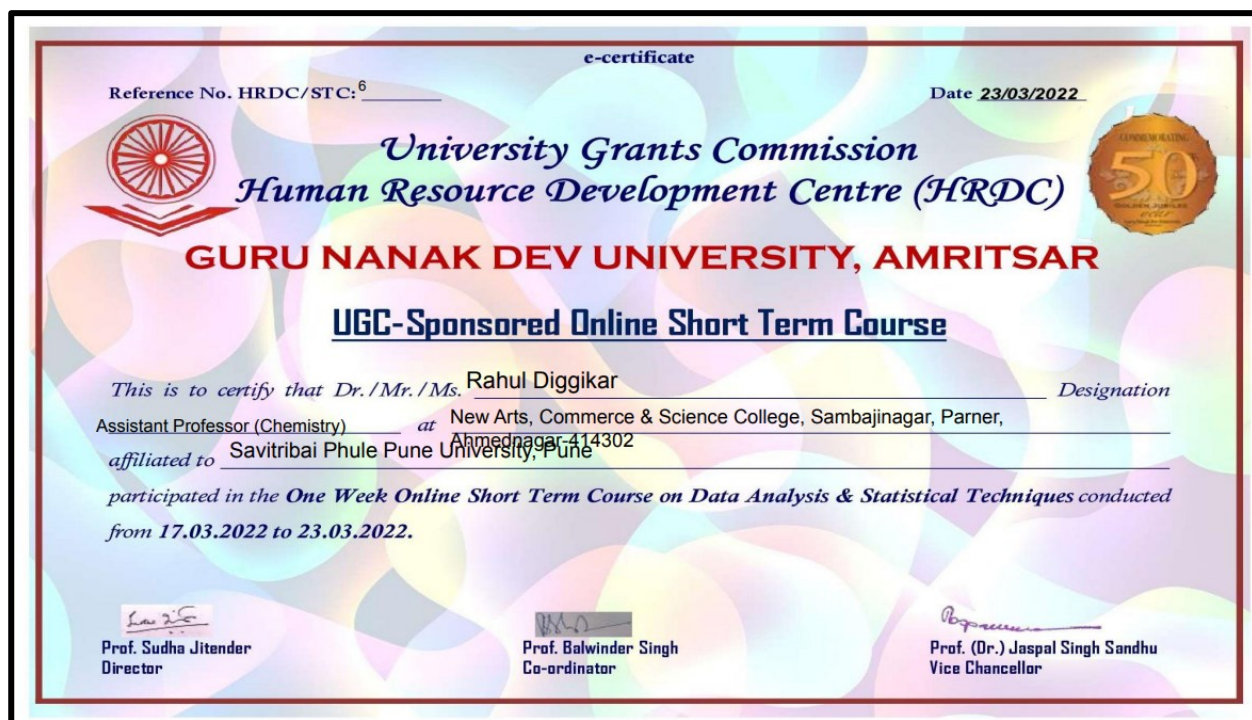 e-certificate
Reference No. HRDC/STC: 6
Date 23/03/2022
University Grants Commission
Human Resource Development Centre (HRDC)
COMMEMORATING
50
GOLDEN JUBILEE
year
GURU NANAK DEV UNIVERSITY, AMRITSAR
UGC-Sponsored Online Short Term Course
This is to certify that Dr./Mr./Ms. Rahul Diggikar Designation
Assistant Professor (Chemistry) at New Arts, Commerce & Science College, Sambajinagar, Parner,
Ahmednagar-414302
affiliated to Savitribai Phule Pune University, Pune
participated in the One Week Online Short Term Course on Data Analysis & Statistical Techniques conducted
from 17.03.2022 to 23.03.2022.
Prof. Sudha Jitender
Director
Prof. Balwinder Singh
Co-ordinator
Prof. (Dr.) Jaspal Singh Sandhu
Vice Chancellor